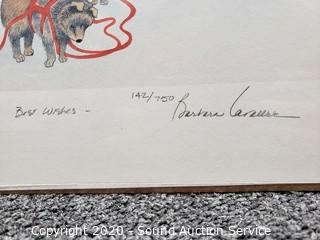 142/750 Barbara Lavallee
Best Wishes -
Copyright 2020 - Sound Auction Service